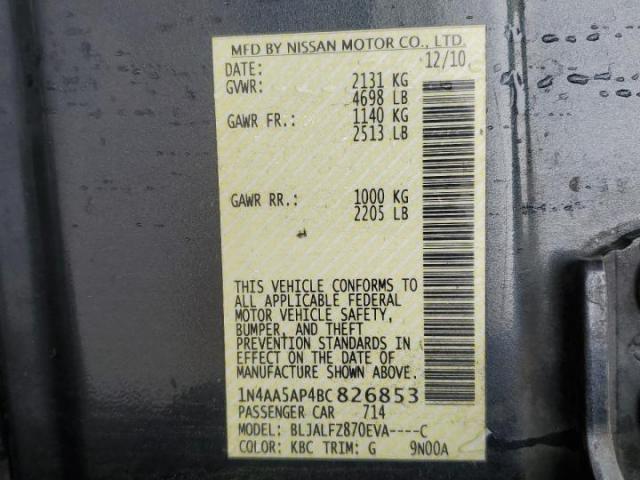 MFD BY NISSAN MOTOR CO., LTD.
DATE: 12/10
GVWR: 2131 KG
4698 LB
GAWR FR.: 1140 KG
2513 LB
GAWR RR.: 1000 KG
2205 LB
THIS VEHICLE CONFORMS TO
ALL APPLICABLE FEDERAL
MOTOR VEHICLE SAFETY,
BUMPER, AND THEFT
PREVENTION STANDARDS IN
EFFECT ON THE DATE OF
MANUFACTURE SHOWN ABOVE.
1N4AA5AP4BC 826853
PASSENGER CAR 714
MODEL: BLJALFZ870EVA----C
COLOR: KBC TRIM: G 9N00A